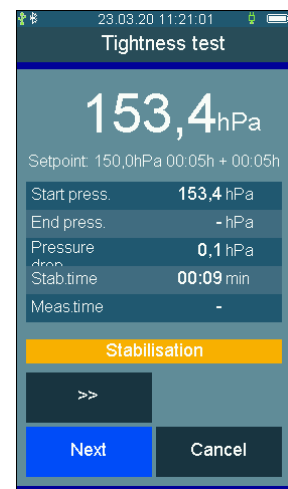 23.03.20 11:21:01
Tightness test
153,4hPa
Setpoint: 150,0hPa 00:05h + 00:05h
Start press. 153,4 hPa
End press. - hPa
Pressure drop 0,1 hPa
Stab.time 00:09 min
Meas.time -
Stabilisation
>>
Next Cancel